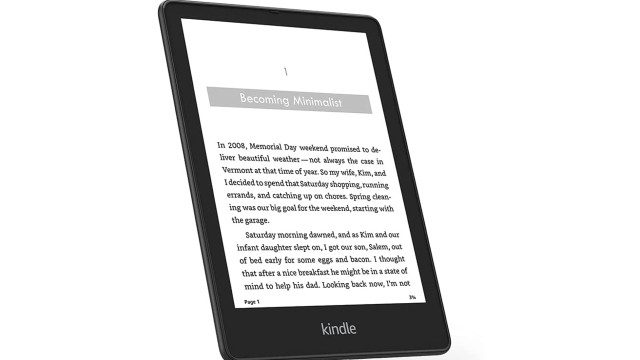 1
Becoming Minimalist
In 2008, Memorial Day weekend promised to de-
liver beautiful weather—not always the case in
Vermont at that time of year. So my wife, Kim, and
I decided to spend that Saturday shopping, running
errands, and catching up on chores. Spring clean-
ing was our big goal for the weekend, starting with
the garage.
Saturday morning dawned, and as Kim and our
infant daughter slept on, I got our son, Salem, out
of bed early for some eggs and bacon. I thought
that after a nice breakfast he might be in a state of
mind to help his dad. Looking back now, I'm not
Page 1 3%
kindle